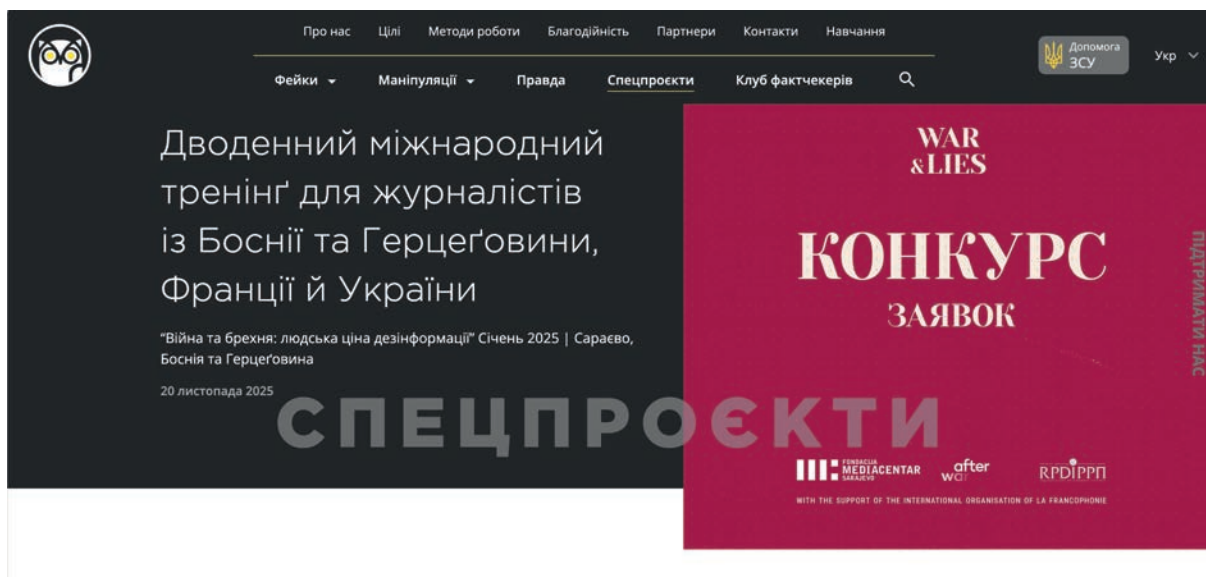 Про нас Цілі Методи роботи Благодійність Партнери Контакти Навчання
Допомога
ЗСУ
Укр
Фейки Маніпуляції Правда Спецпроєкти Клуб фактчекерів
Дводенний міжнародний
тренінґ для журналістів
із Боснії та Герцеґовини,
Франції й України
“Війна та брехня: людська ціна дезінформації” Січень 2025 | Сараєво,
Боснія та Герцеґовина
20 листопада 2025
СПЕЦПРОЄКТИ
WAR
& LIES
КОНКУРС
ЗАЯВОК
ПІДТРИМАТИ НАС
FONDACIJA
MEDIACENTAR
SARAJEVO
after
war
RPDIРРП
WITH THE SUPPORT OF THE INTERNATIONAL ORGANISATION OF LA FRANCOPHONIE